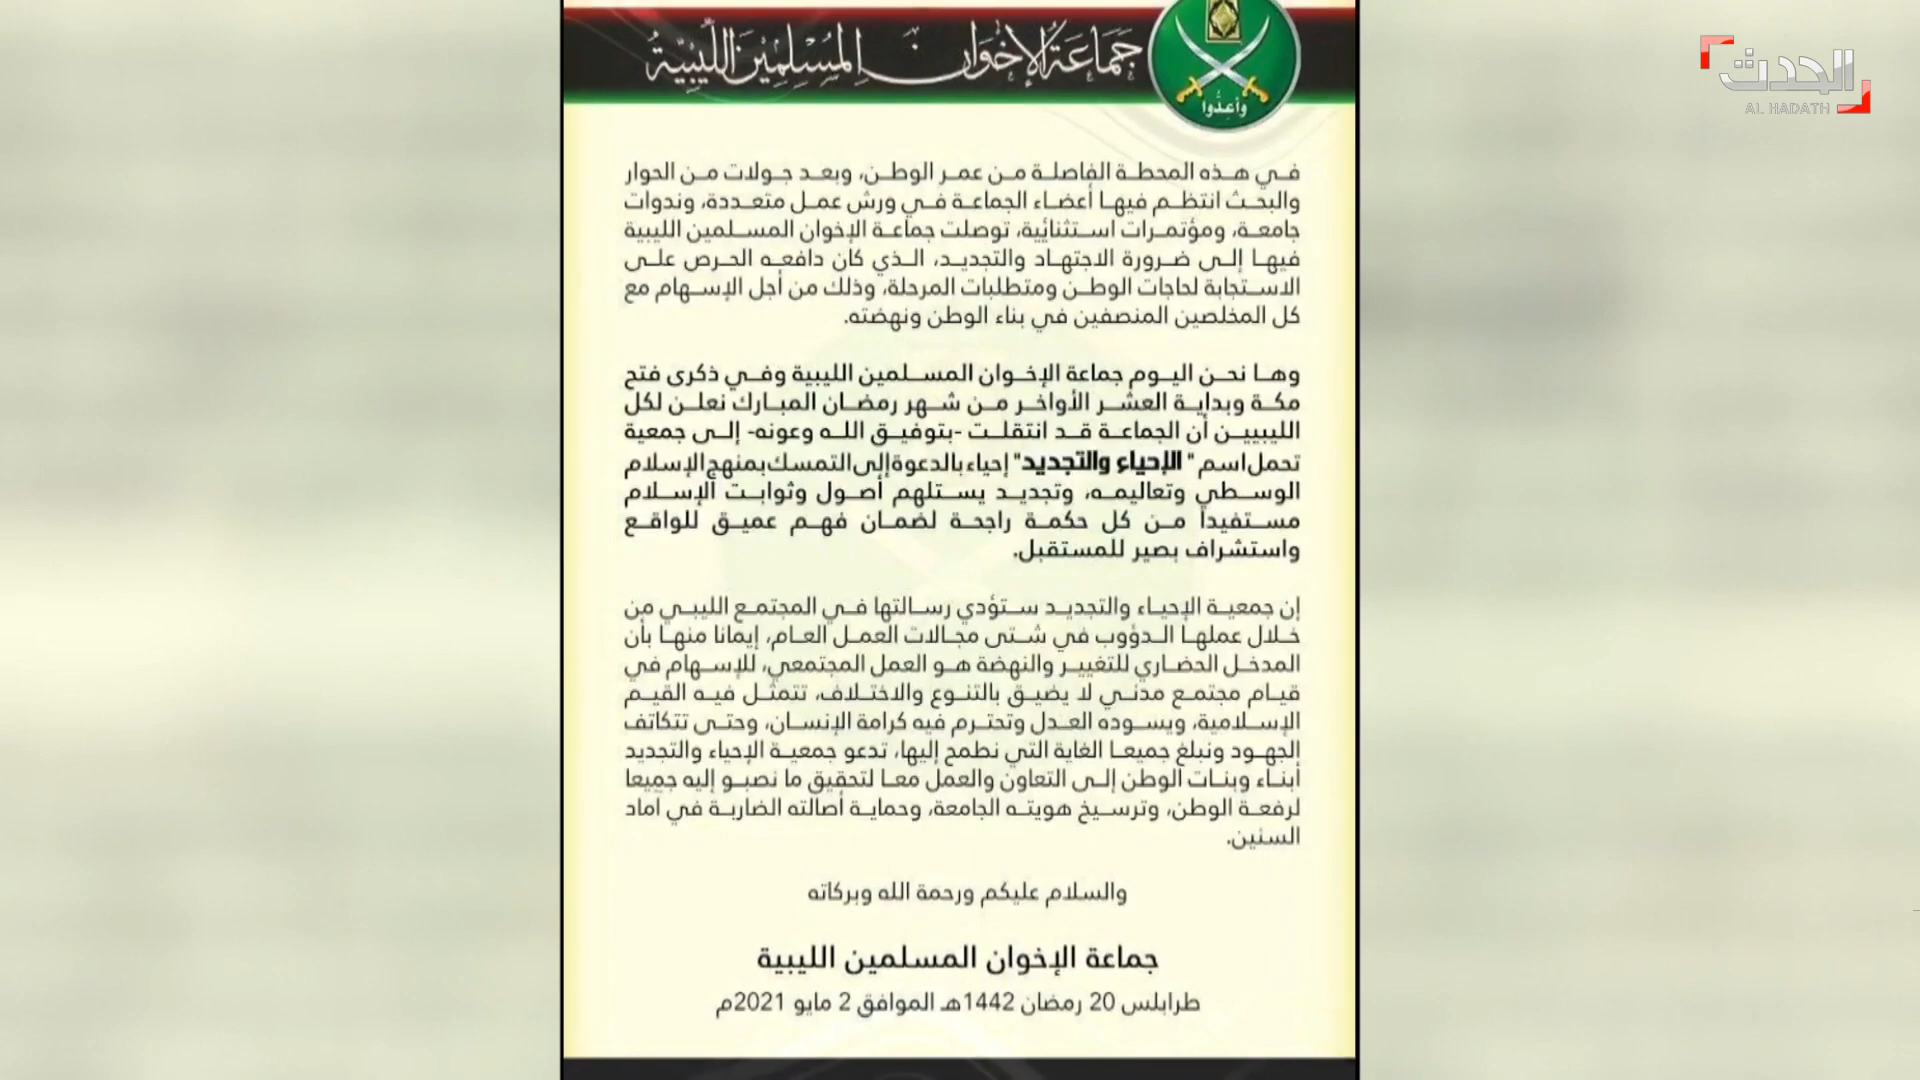 جَمَاعَةُ الإِخْوَانِ المُسْلِمِيْنَ اللِّيْبِيَّةُ
وأعدّوا
الحدث
AL HADATH
في هذه المحطة الفاصلة من عمر الوطن، وبعد جولات من الحوار
والبحث انتظم فيها أعضاء الجماعة في ورش عمل متعددة، وندوات
جامعة، ومؤتمرات استثنائية، توصلت جماعة الإخوان المسلمين الليبية
فيها إلى ضرورة الاجتهاد والتجديد، الذي كان دافعه الحرص على
الاستجابة لحاجات الوطن ومتطلبات المرحلة، وذلك من أجل الإسهام مع
كل المخلصين المنصفين في بناء الوطن ونهضته.
وها نحن اليوم جماعة الإخوان المسلمين الليبية وفي ذكرى فتح
مكة وبداية العشر الأواخر من شهر رمضان المبارك نعلن لكل
الليبيين أن الجماعة قد انتقلت -بتوفيق الله وعونه- إلى جمعية
تحمل اسم " الإحياء والتجديد" إحياء بالدعوة إلى التمسك بمنهج الإسلام
الوسطي وتعاليمه، وتجديد يستلهم أصول وثوابت الإسلام
مستفيداً من كل حكمة راجحة لضمان فهم عميق للواقع
واستشراف بصير للمستقبل.
إن جمعية الإحياء والتجديد ستؤدي رسالتها في المجتمع الليبي من
خلال عملها الدؤوب في شتى مجالات العمل العام، إيمانا منها بأن
المدخل الحضاري للتغيير والنهضة هو العمل المجتمعي، للإسهام في
قيام مجتمع مدني لا يضيق بالتنوع والاختلاف، تتمثل فيه القيم
الإسلامية، ويسوده العدل وتحترم فيه كرامة الإنسان، وحتى تتكاتف
الجهود ونبلغ جميعا الغاية التي نطمح إليها، تدعو جمعية الإحياء والتجديد
أبناء وبنات الوطن إلى التعاون والعمل معا لتحقيق ما نصبو إليه جميعا
لرفعة الوطن، وترسيخ هويته الجامعة، وحماية أصالته الضاربة في آماد
السنين.
والسلام عليكم ورحمة الله وبركاته
جماعة الإخوان المسلمين الليبية
طرابلس 20 رمضان 1442هـ الموافق 2 مايو 2021م